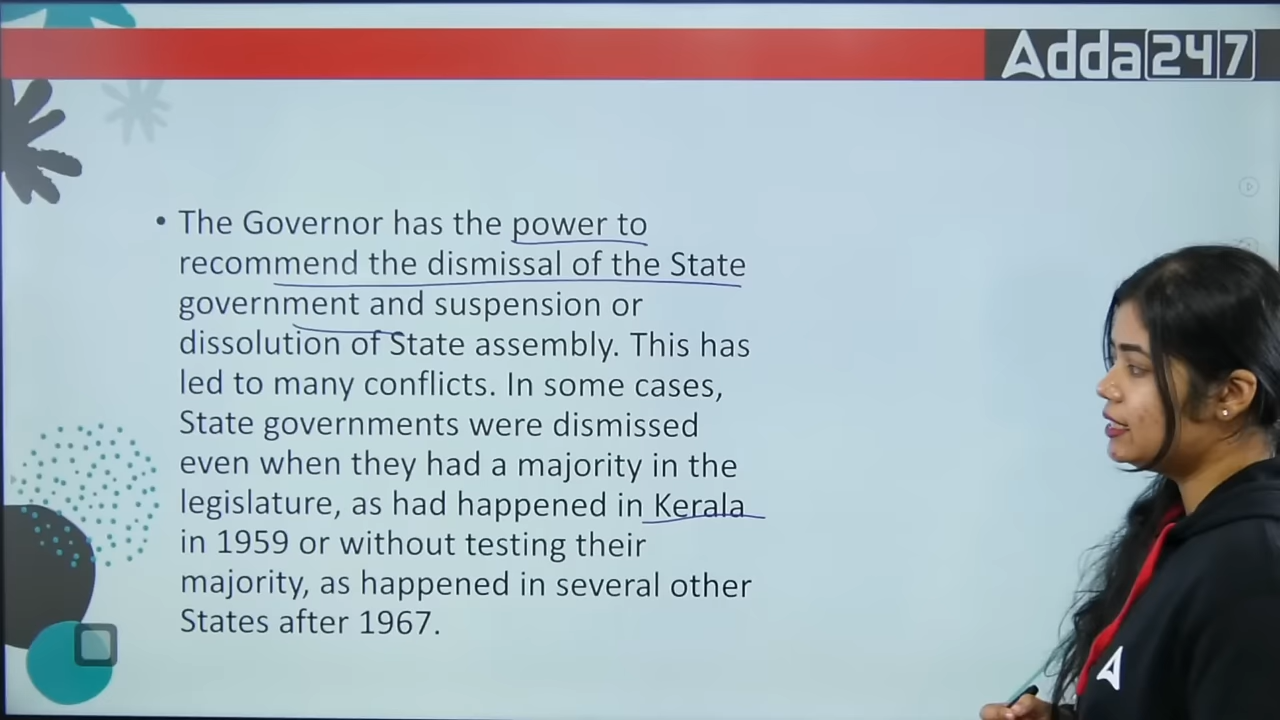 Adda247
• The Governor has the power to
recommend the dismissal of the State
government and suspension or
dissolution of State assembly. This has
led to many conflicts. In some cases,
State governments were dismissed
even when they had a majority in the
legislature, as had happened in Kerala
in 1959 or without testing their
majority, as happened in several other
States after 1967.